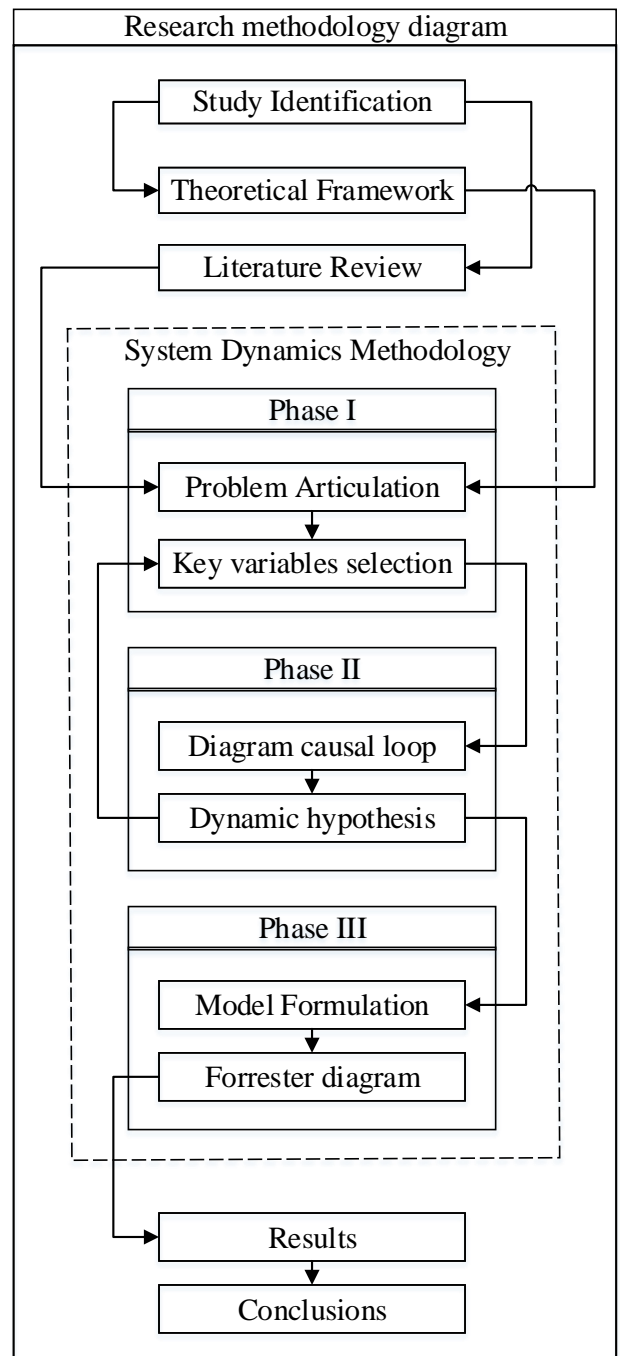 Research methodology diagram
Study Identification
Theoretical Framework
Literature Review
System Dynamics Methodology
Phase I
Problem Articulation
Key variables selection
Phase II
Diagram causal loop
Dynamic hypothesis
Phase III
Model Formulation
Forrester diagram
Results
Conclusions